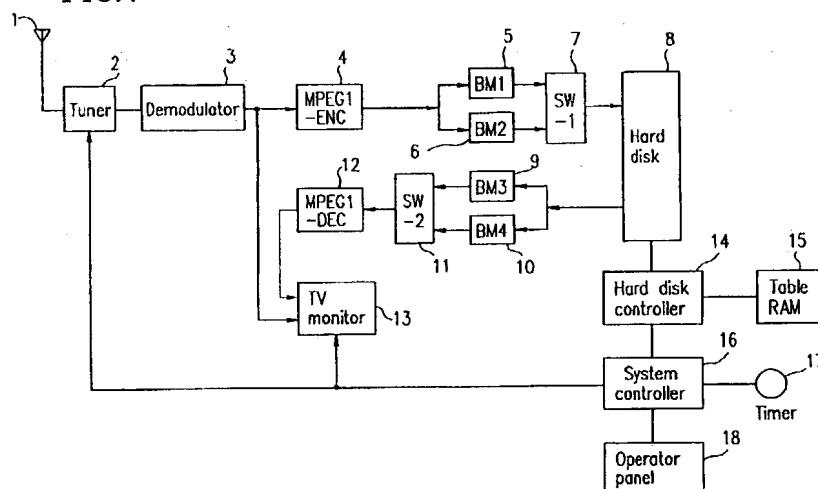 1
2
3
4
5
7
8
Tuner
Demodulator
MPEG1
-ENC
BM1
BM2
SW
-1
Hard
disk
6
12
9
MPEG1
-DEC
SW
-2
BM3
BM4
11
10
14
15
TV
monitor
13
Hard disk
controller
Table
RAM
16
17
System
controller
Timer
18
Operator
panel